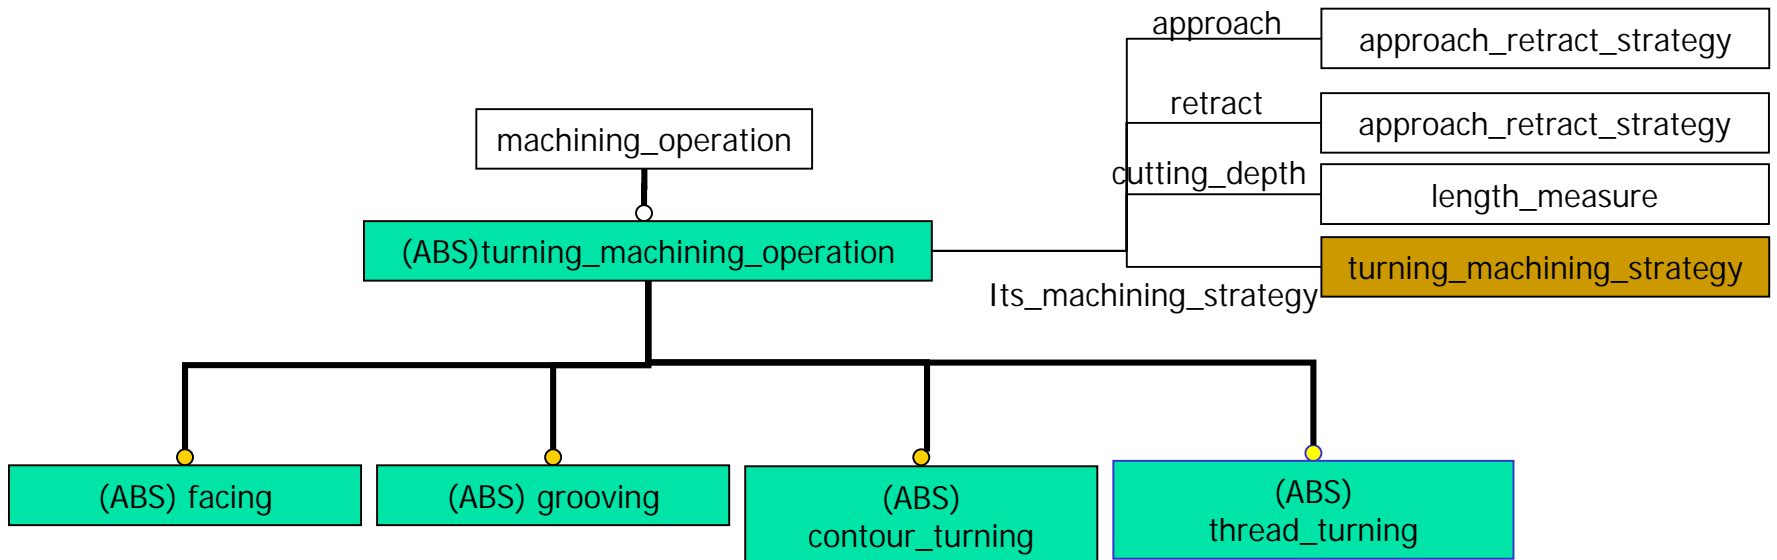 approach
approach_retract_strategy
retract
approach_retract_strategy
machining_operation
cutting_depth
length_measure
(ABS)turning_machining_operation
turning_machining_strategy
Its_machining_strategy
(ABS) facing
(ABS) grooving
(ABS)
contour_turning
(ABS)
thread_turning